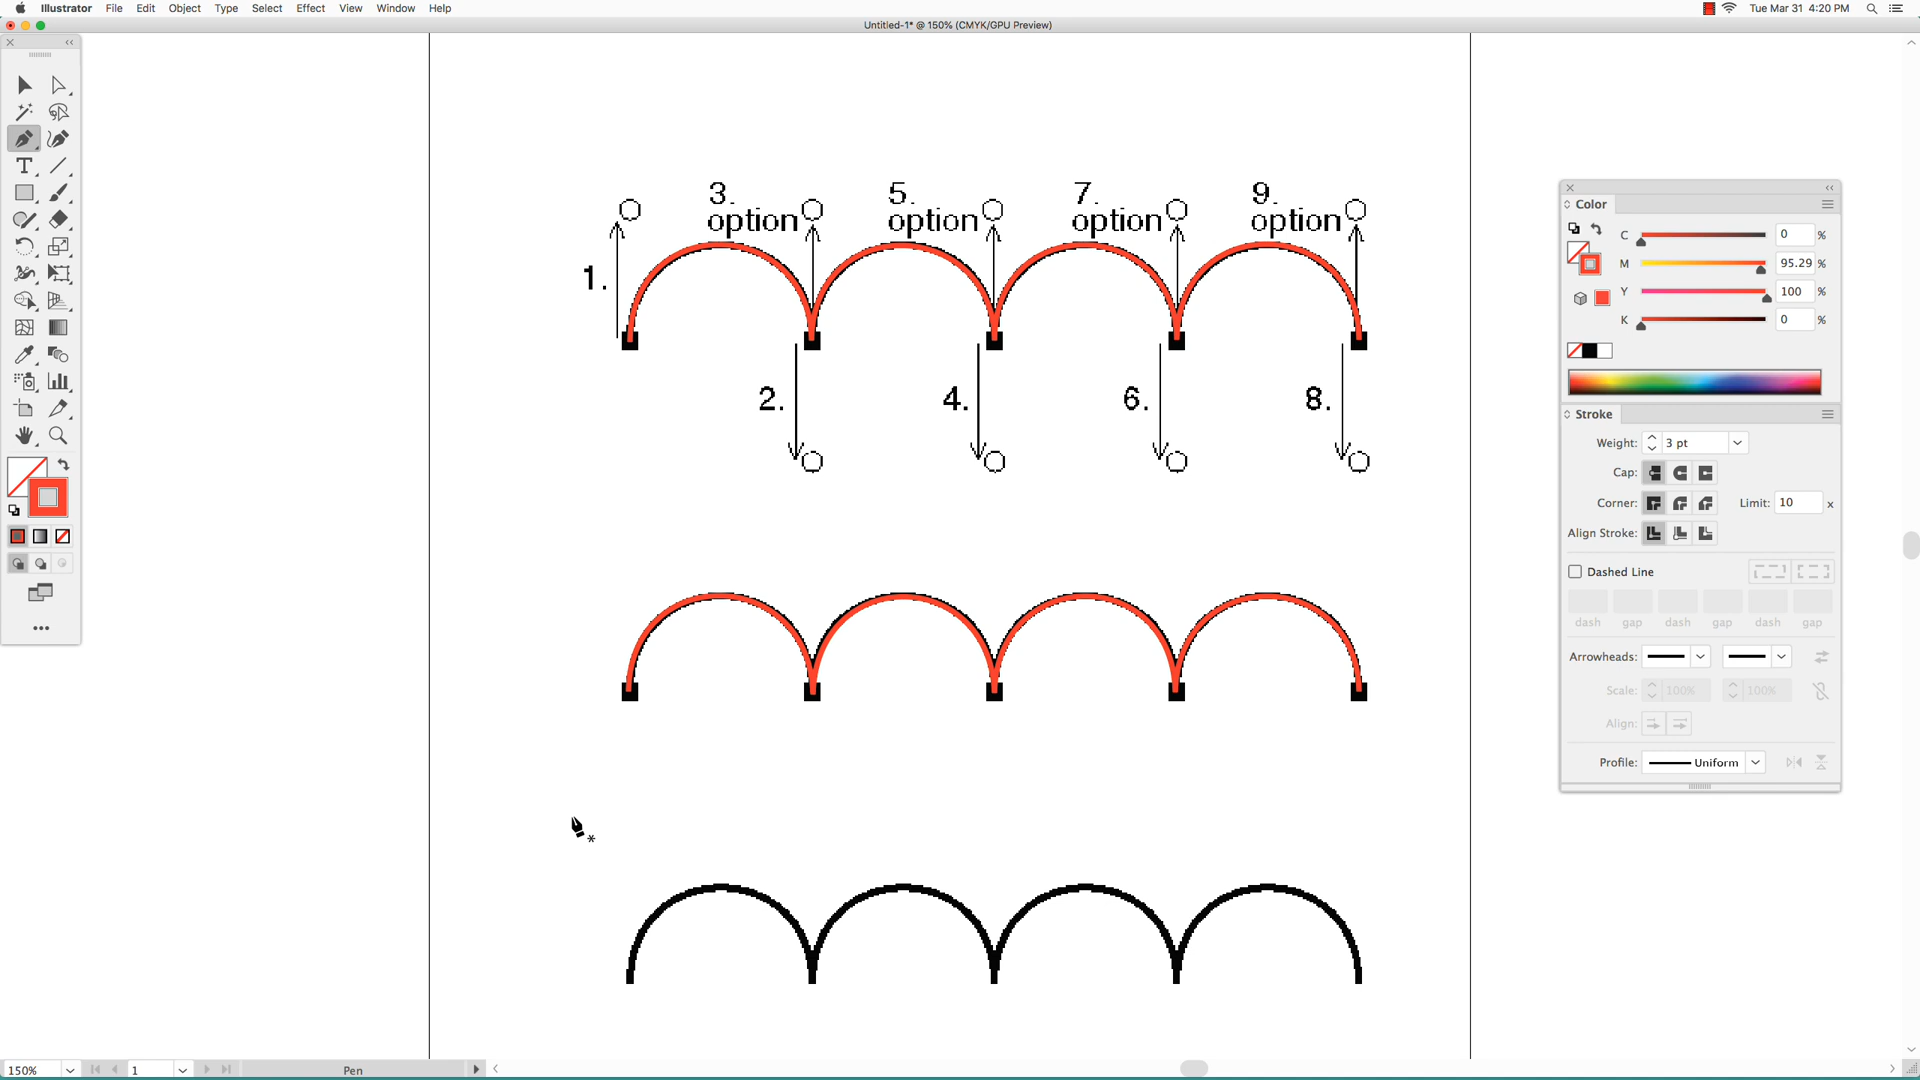 Illustrator File Edit Object Type Select Effect View Window Help
Tue Mar 31 4:20 PM
Untitled-1* @ 150% (CMYK/GPU Preview)
3. option
5. option
7. option
9. option
1.
2.
4.
6.
8.
Color
C 0 %
M 95.29 %
Y 100 %
K 0 %
Stroke
Weight: 3 pt
Cap:
Corner: Limit: 10 x
Align Stroke:
Dashed Line
dash gap dash gap dash gap
Arrowheads:
Scale: 100% 100%
Align:
Profile: Uniform
150% 1 Pen